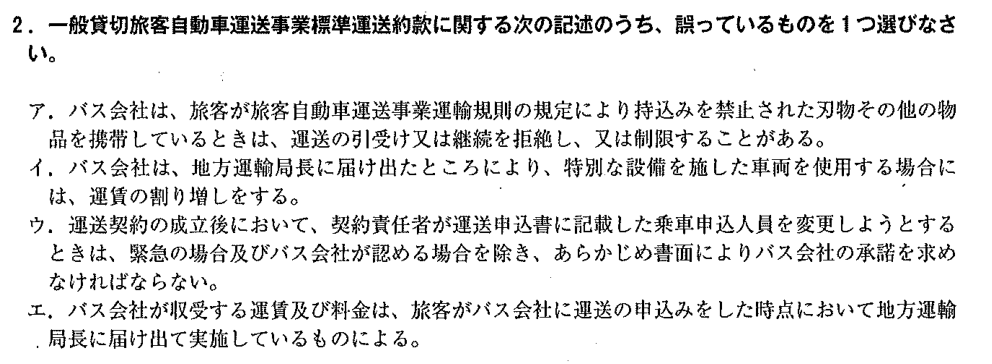 2．一般貸切旅客自動車運送事業標準運送約款に関する次の記述のうち、誤っているものを１つ選びなさ
い。
ア．バス会社は、旅客が旅客自動車運送事業運輸規則の規定により持込みを禁止された刃物その他の物
品を携帯しているときは、運送の引受け又は継続を拒絶し、又は制限することがある。
イ．バス会社は、地方運輸局長に届け出たところにより、特別な設備を施した車両を使用する場合に
は、運賃の割り増しをする。
ウ．運送契約の成立後において、契約責任者が運送申込書に記載した乗車申込人員を変更しようとする
ときは、緊急の場合及びバス会社が認める場合を除き、あらかじめ書面によりバス会社の承諾を求め
なければならない。
エ．バス会社が収受する運賃及び料金は、旅客がバス会社に運送の申込みをした時点において地方運輸
局長に届け出て実施しているものによる。